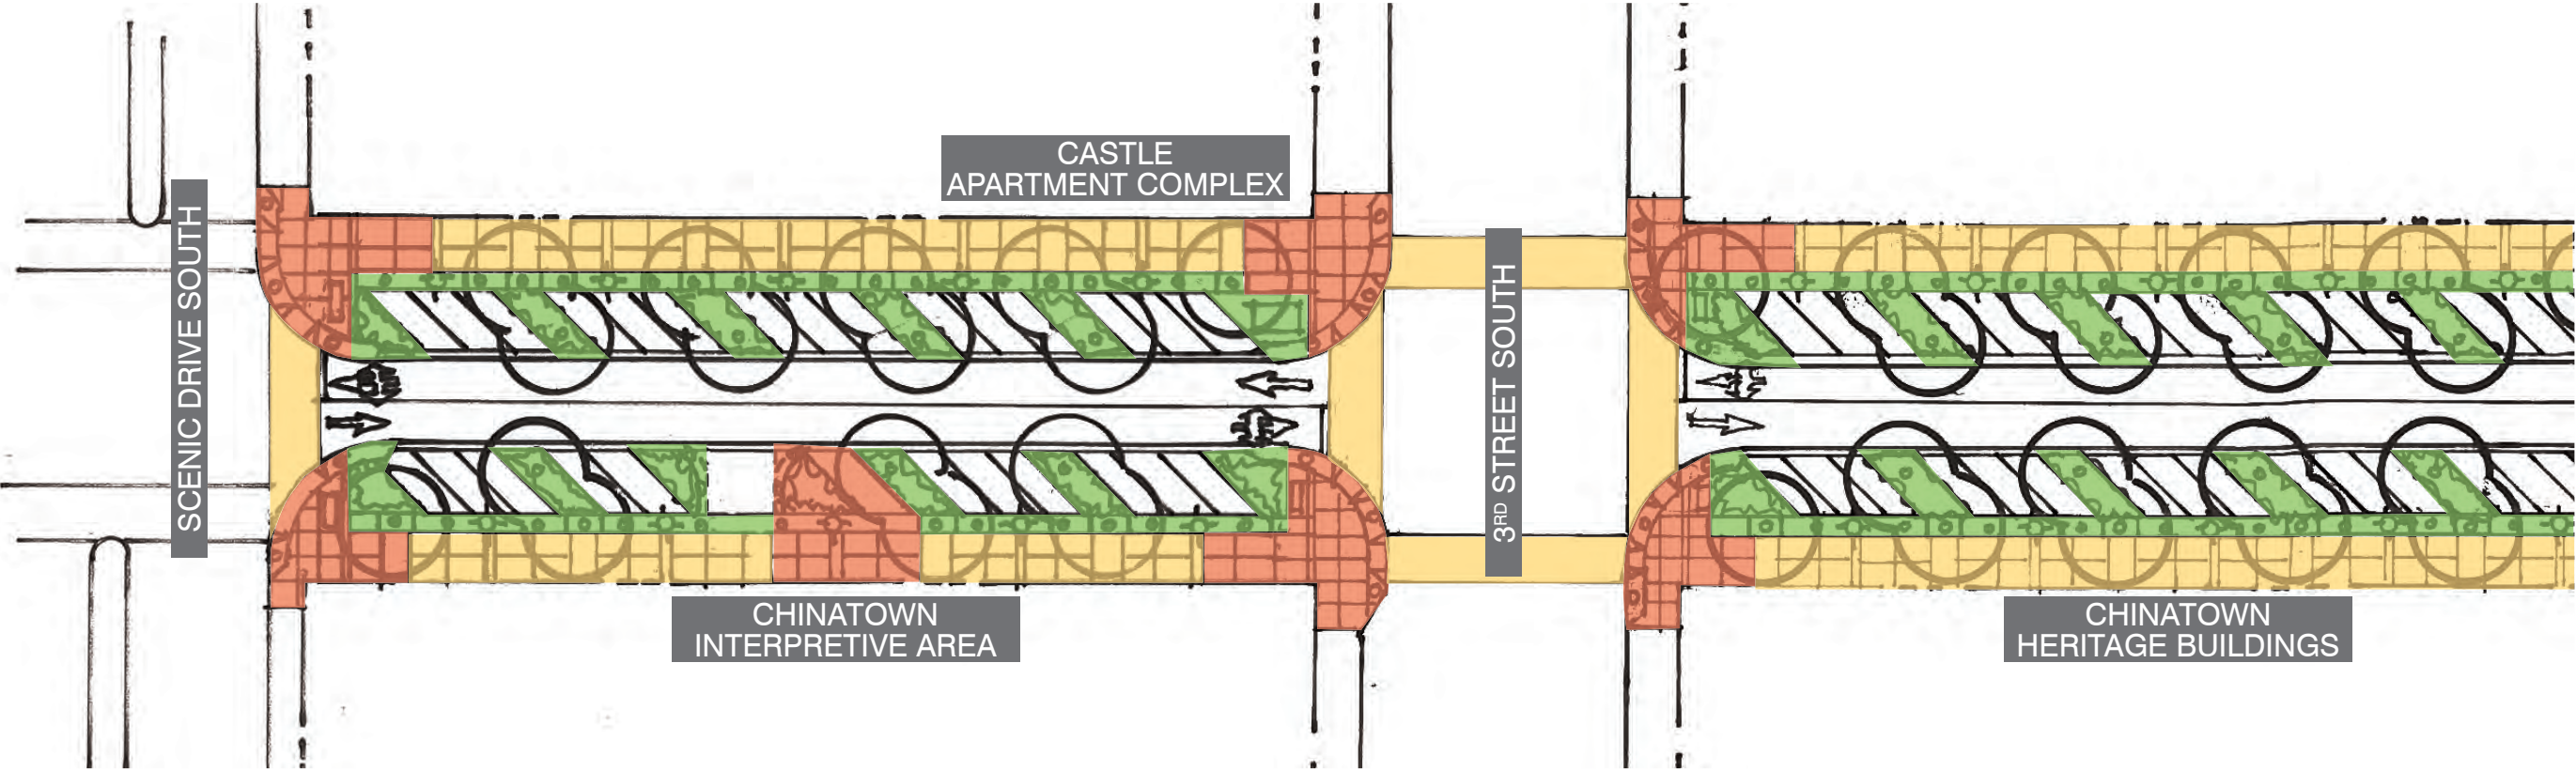 SCENIC DRIVE SOUTH
CASTLE
APARTMENT COMPLEX
3RD STREET SOUTH
CHINATOWN
INTERPRETIVE AREA
CHINATOWN
HERITAGE BUILDINGS